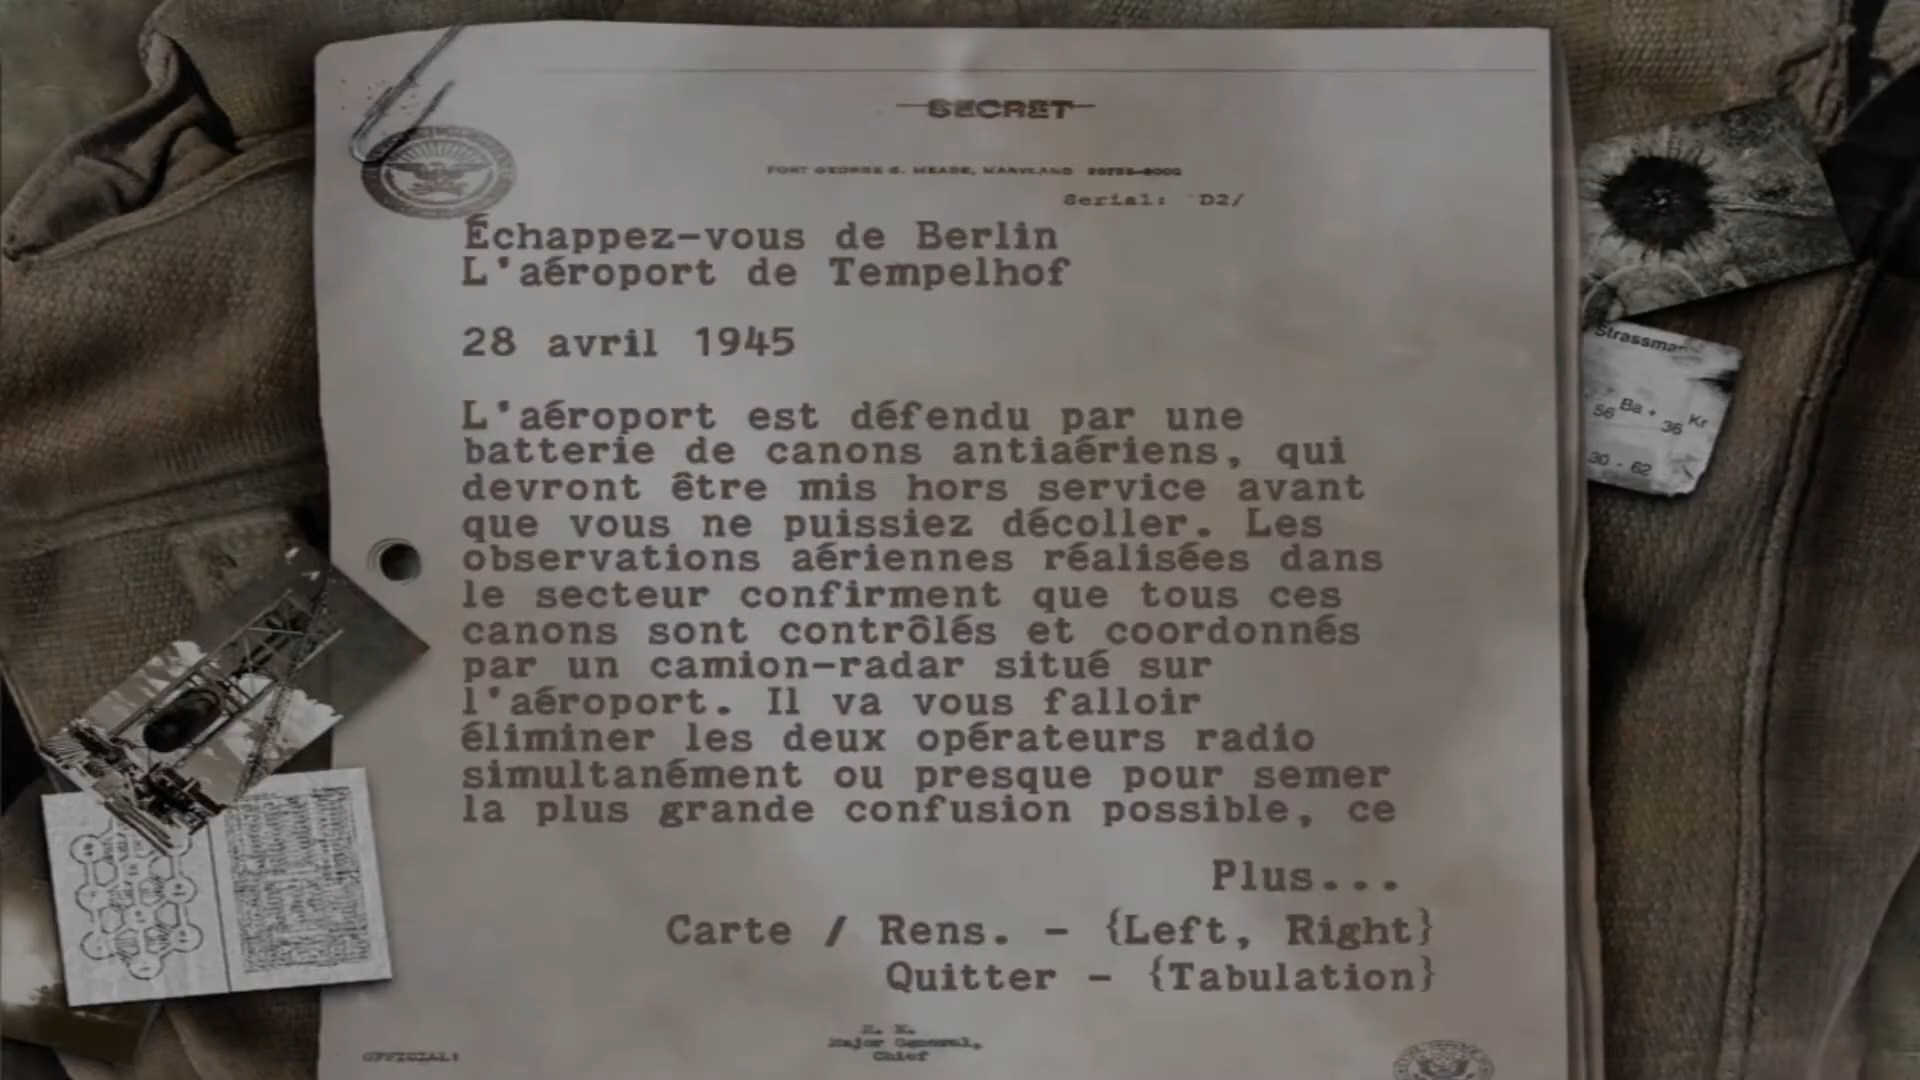 SECRET
FORT GEORGE G. MEADE, MARYLAND 20755-6000
Serial: D2/
Échappez-vous de Berlin
L'aéroport de Tempelhof
28 avril 1945
L'aéroport est défendu par une
batterie de canons antiaériens, qui
devront être mis hors service avant
que vous ne puissiez décoller. Les
observations aériennes réalisées dans
le secteur confirment que tous ces
canons sont contrôlés et coordonnés
par un camion-radar situé sur
l'aéroport. Il va vous falloir
éliminer les deux opérateurs radio
simultanément ou presque pour semer
la plus grande confusion possible, ce
Plus...
Carte / Rens. - {Left, Right}
Quitter - {Tabulation}
Major General,
Chief
OFFICIAL:
56 Ba + 36 Kr
30 - 62